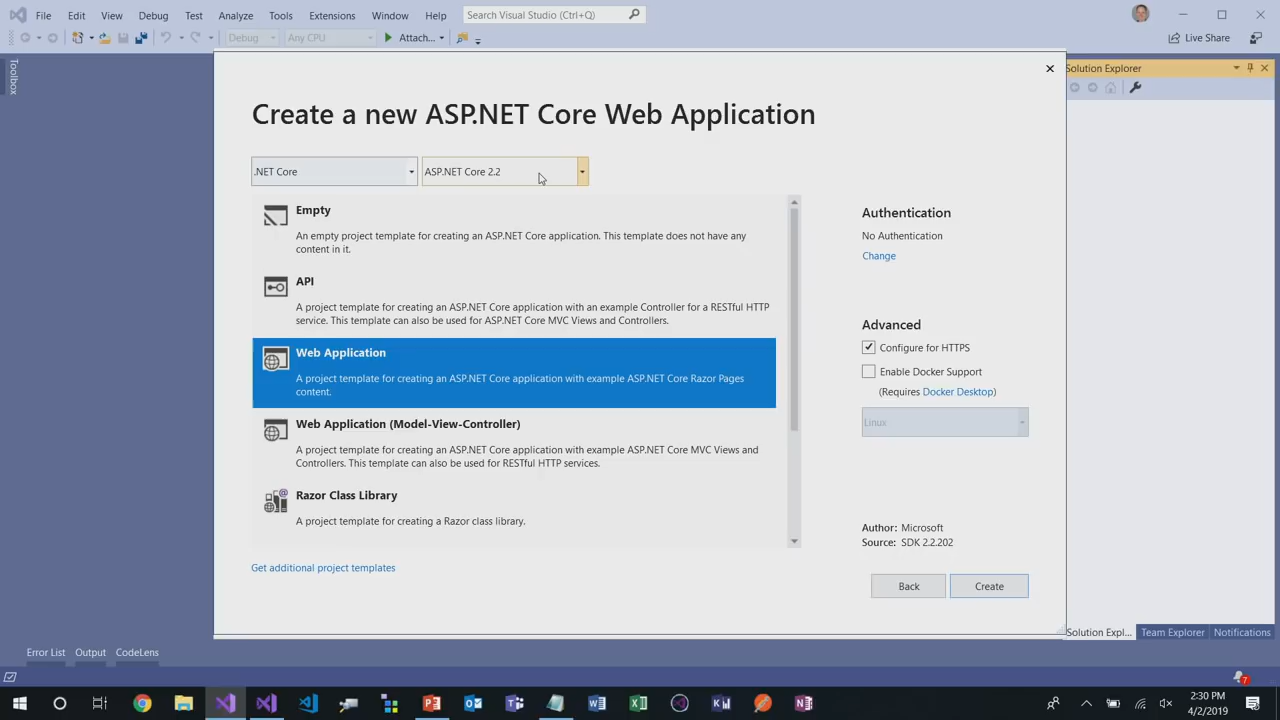 File Edit View Debug Test Analyze Tools Extensions Window Help Search Visual Studio (Ctrl+Q)
Debug Any CPU Attach... Live Share
Toolbox
Solution Explorer
Create a new ASP.NET Core Web Application
.NET Core ASP.NET Core 2.2
Empty
An empty project template for creating an ASP.NET Core application. This template does not have any
content in it.
API
A project template for creating an ASP.NET Core application with an example Controller for a RESTful HTTP
service. This template can also be used for ASP.NET Core MVC Views and Controllers.
Web Application
A project template for creating an ASP.NET Core application with example ASP.NET Core Razor Pages
content.
Web Application (Model-View-Controller)
A project template for creating an ASP.NET Core application with example ASP.NET Core MVC Views and
Controllers. This template can also be used for RESTful HTTP services.
Razor Class Library
A project template for creating a Razor class library.
Get additional project templates
Authentication
No Authentication
Change
Advanced
Configure for HTTPS
Enable Docker Support
(Requires Docker Desktop)
Linux
Author: Microsoft
Source: SDK 2.2.202
Back Create
Solution Expl... Team Explorer Notifications
Error List Output CodeLens
7
2:30 PM
4/2/2019